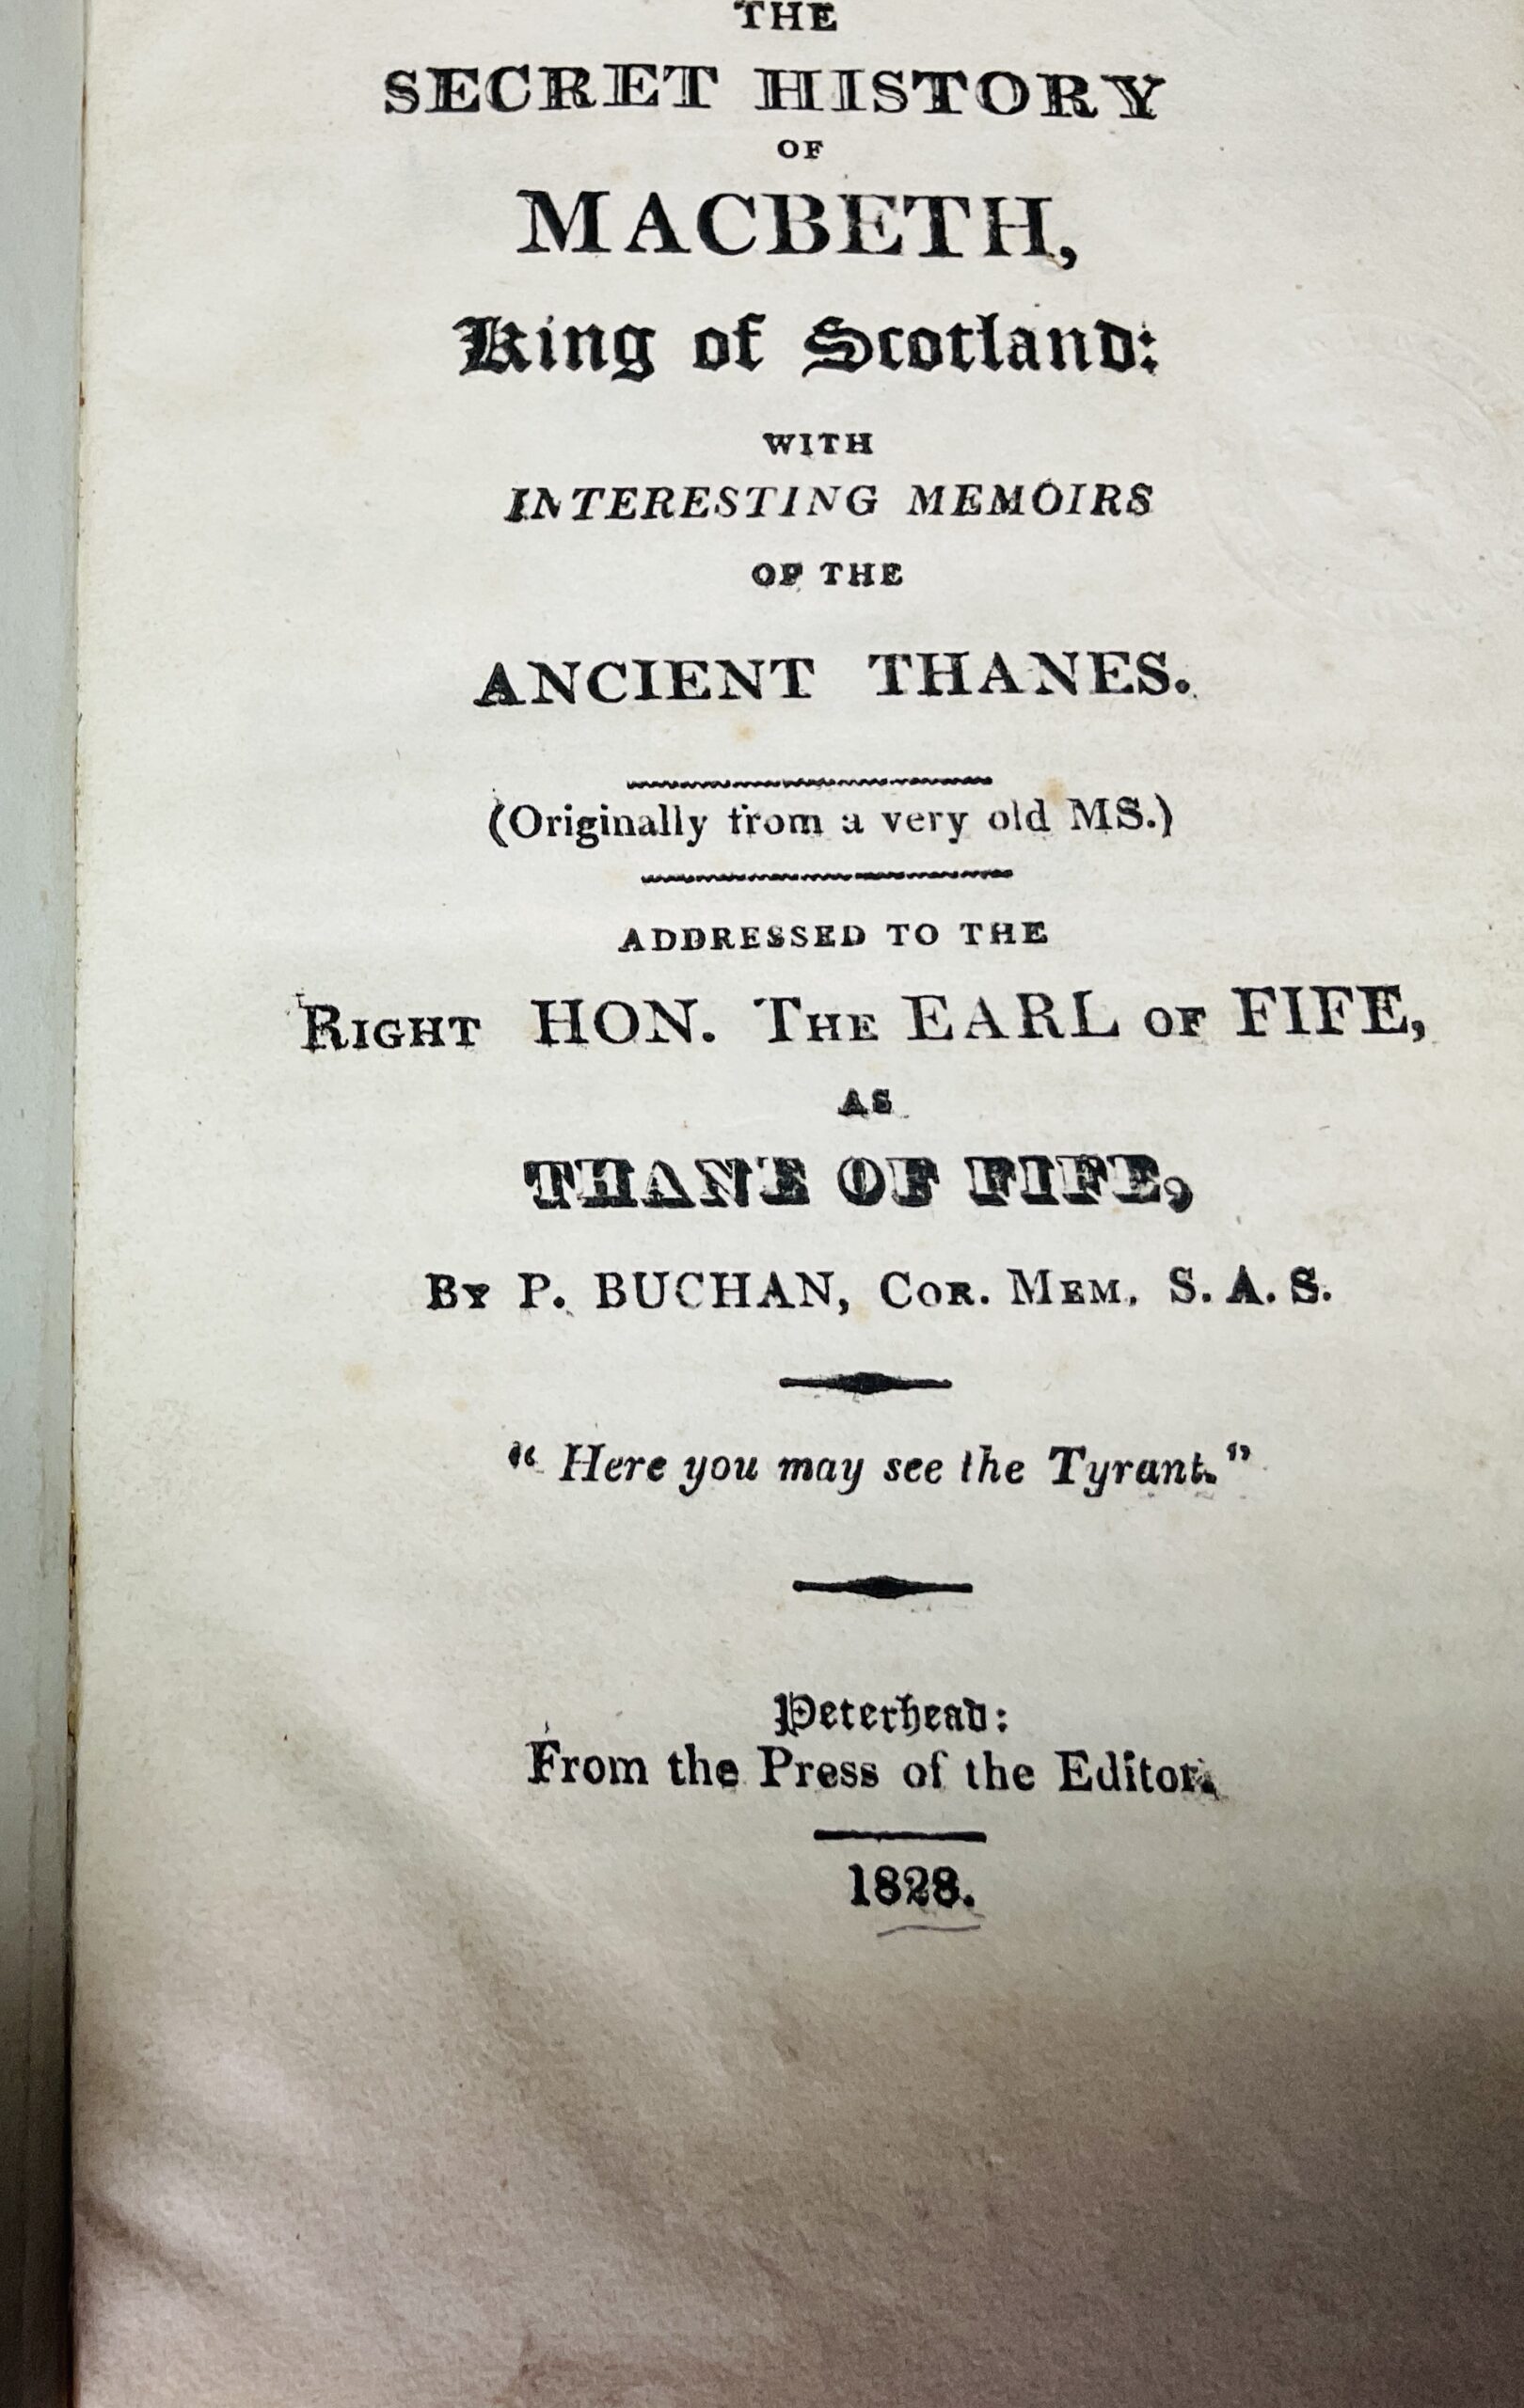 THE
SECRET HISTORY
OF
MACBETH,
King of Scotland:
WITH
INTERESTING MEMOIRS
OF THE
ANCIENT THANES.
(Originally from a very old MS.)
ADDRESSED TO THE
RIGHT HON. THE EARL OF FIFE,
AS
THANE OF FIFE,
BY P. BUCHAN, COR. MEM. S. A. S.
" Here you may see the Tyrant."
Peterhead:
From the Press of the Editor.
1828.